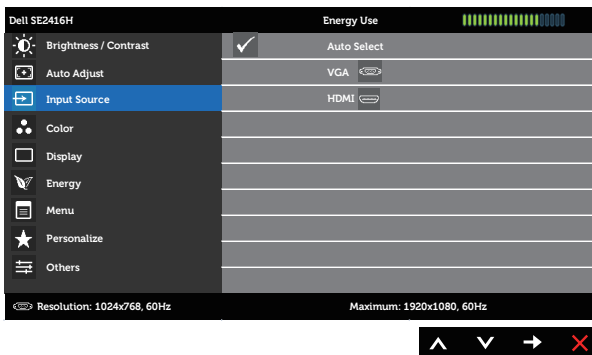 Dell SE2416H Energy Use
Brightness / Contrast Auto Select
Auto Adjust VGA
Input Source HDMI
Color
Display
Energy
Menu
Personalize
Others
Resolution: 1024x768, 60Hz Maximum: 1920x1080, 60Hz